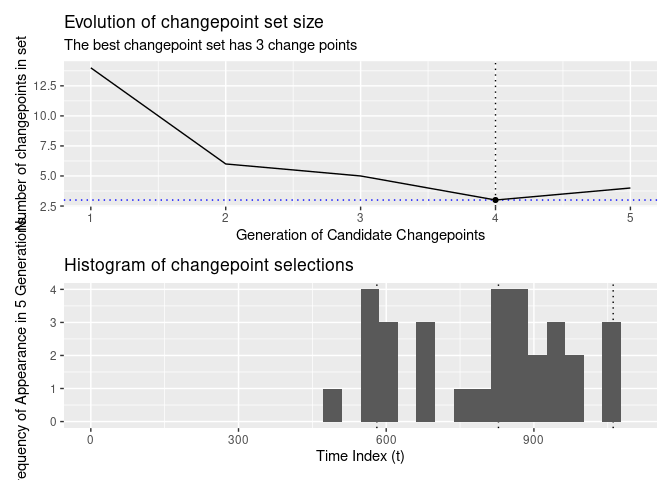 Evolution of changepoint set size
The best changepoint set has 3 change points
Number of changepoints in set
12.5
10.0
7.5
5.0
2.5
1 2 3 4 5
Generation of Candidate Changepoints
Histogram of changepoint selections
requency of Appearance in 5 Generations
4
3
2
1
0
0 300 600 900
Time Index (t)